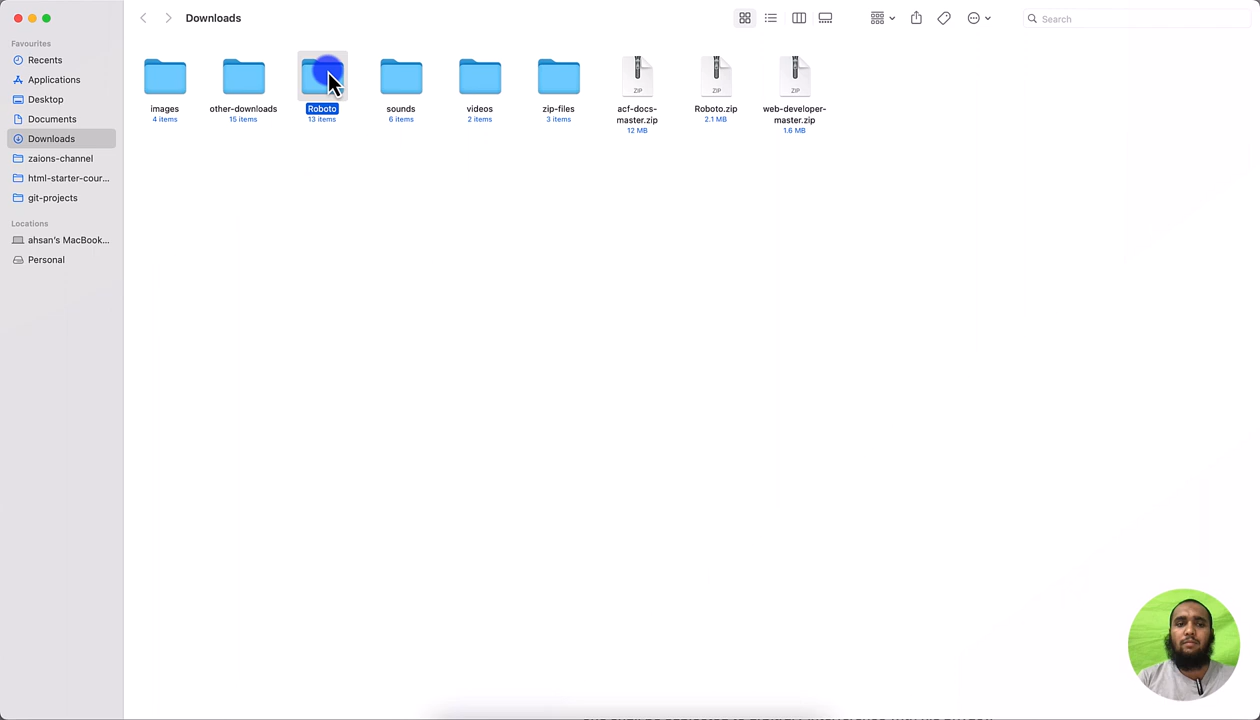 Downloads
Search
Favourites
Recents
Applications
Desktop
Documents
Downloads
zaions-channel
html-starter-cour...
git-projects
Locations
ahsan's MacBook...
Personal
images
4 items
other-downloads
15 items
Roboto
13 items
sounds
6 items
videos
2 items
zip-files
3 items
ZIP
acf-docs-
master.zip
12 MB
ZIP
Roboto.zip
2.1 MB
ZIP
web-developer-
master.zip
1.6 MB